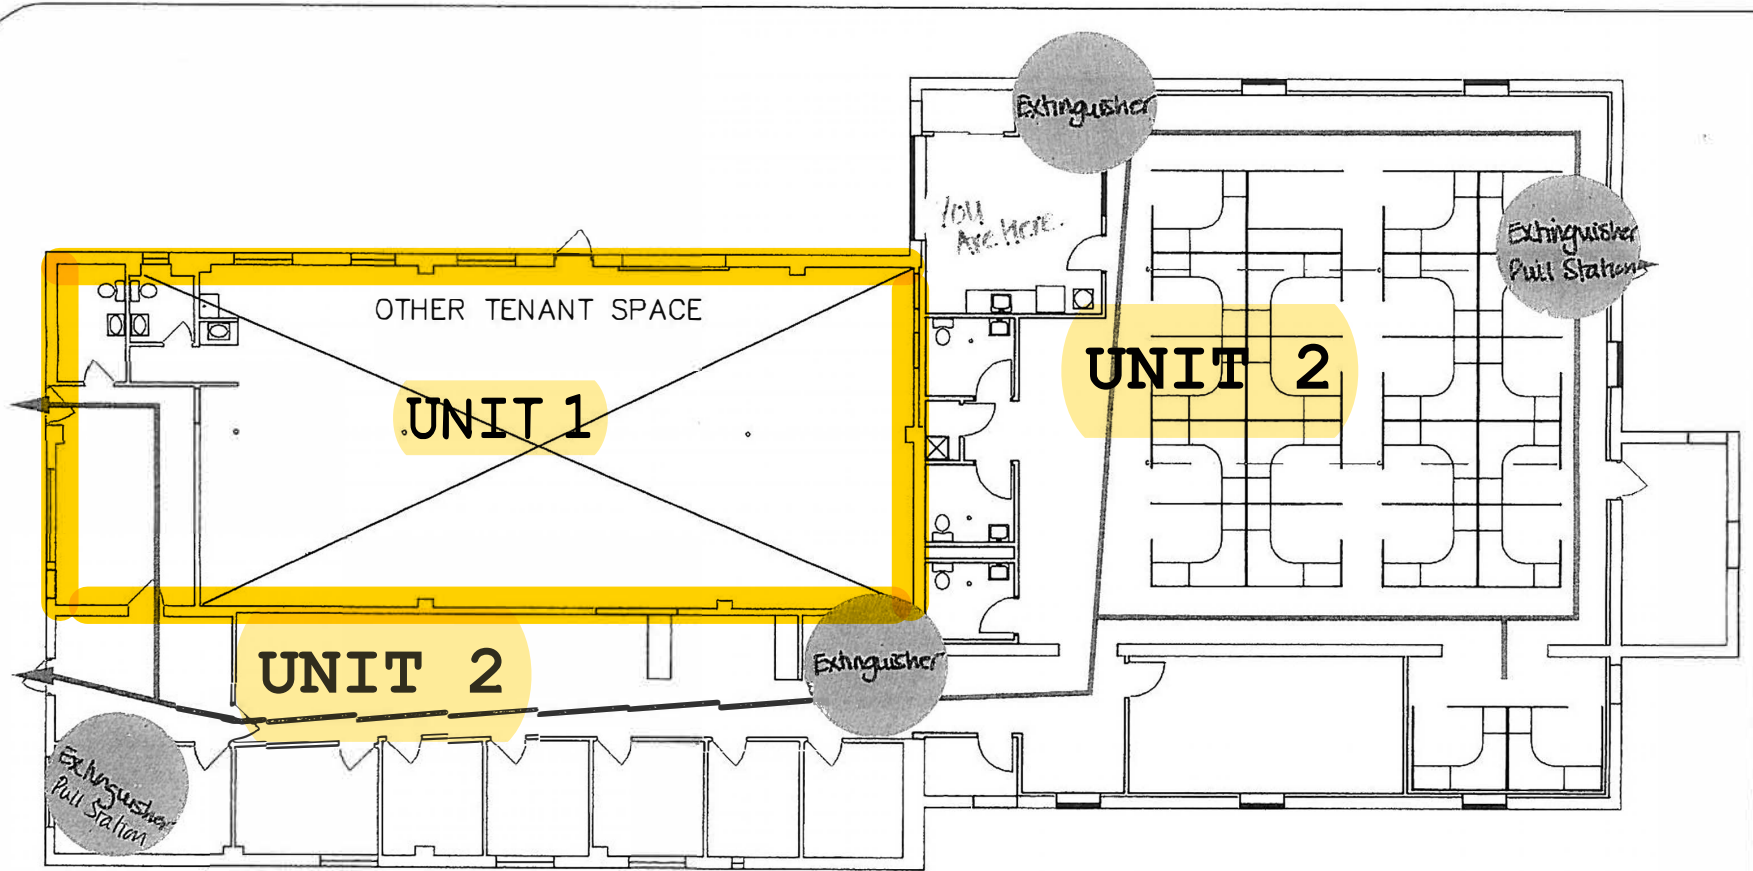 Extinguisher
You
Are Here.
Extinguisher
Pull Station
OTHER TENANT SPACE
UNIT 2
UNIT 1
UNIT 2
Extinguisher
Extinguisher
Pull Station